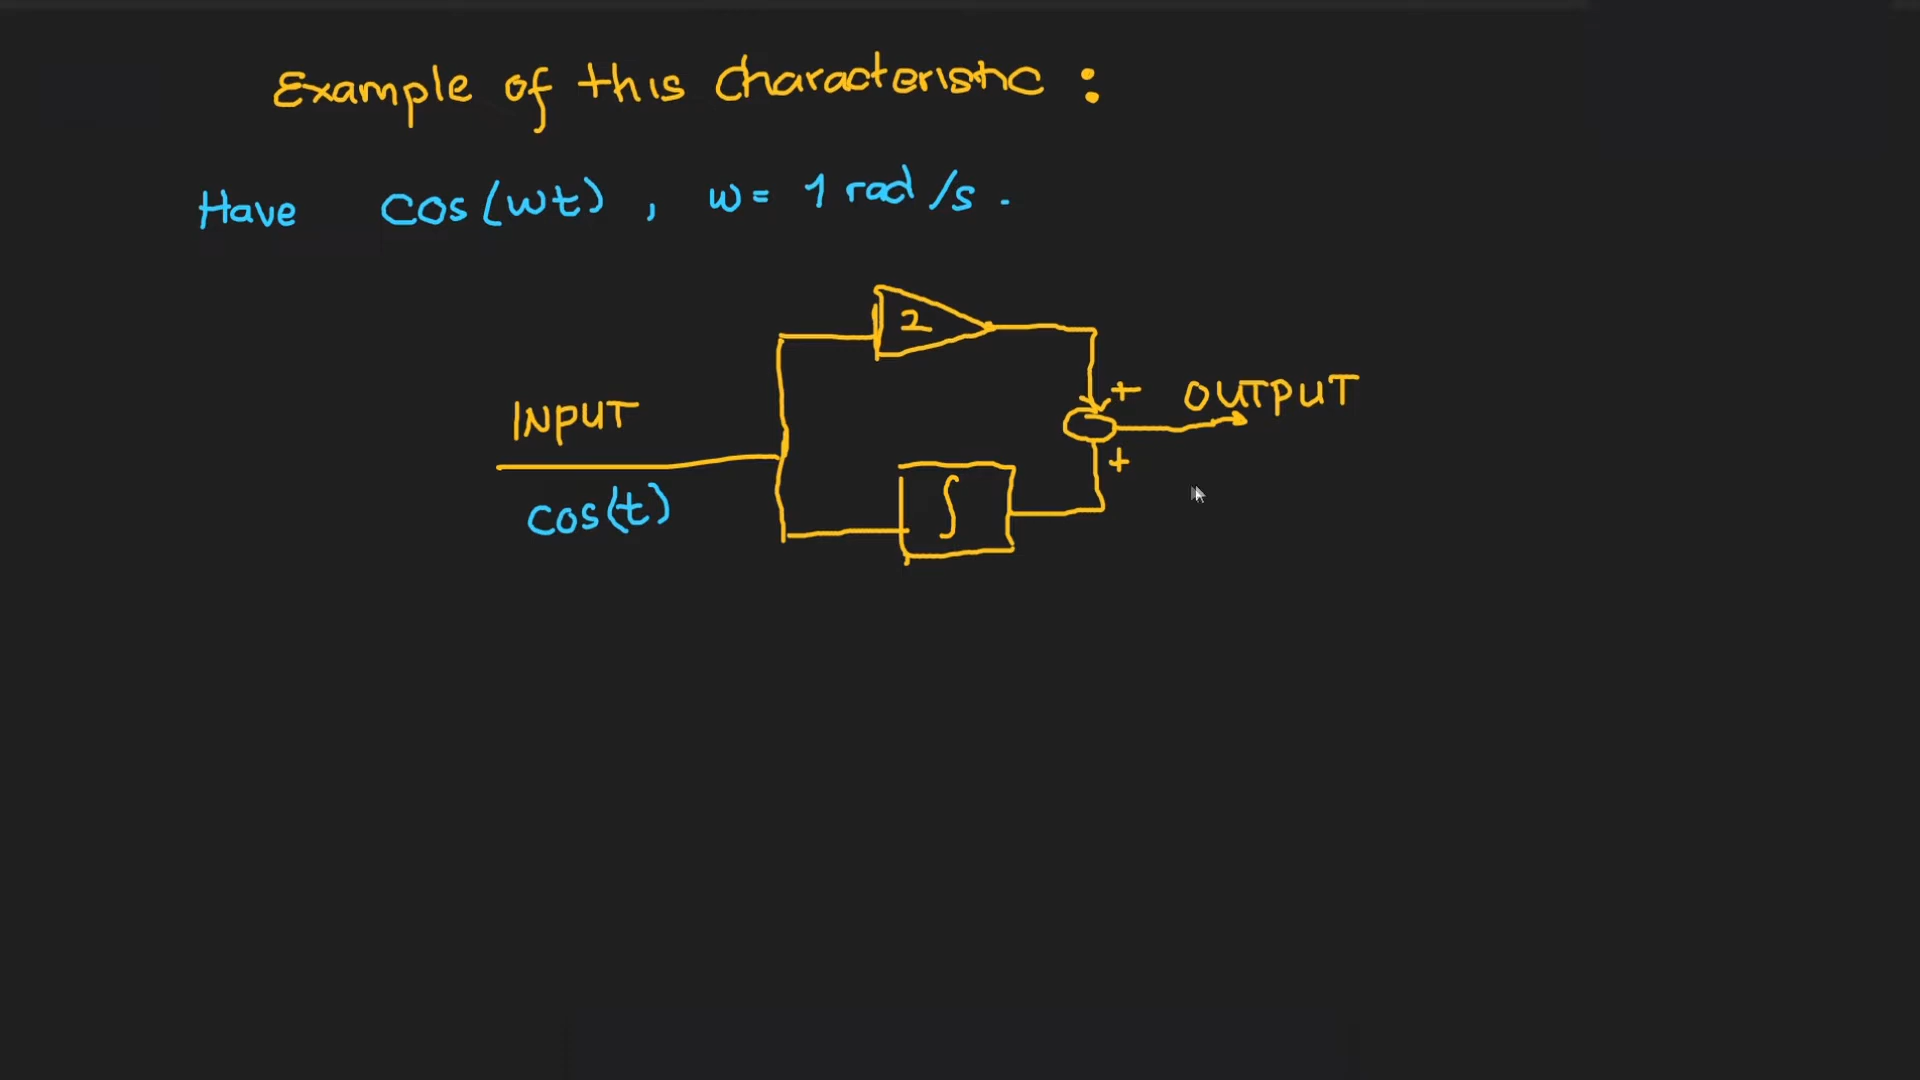 Example of this Characteristic :
Have cos(wt) , w = 1 rad/s .
2
+
OUTPUT
INPUT
+
cos(t)
∫